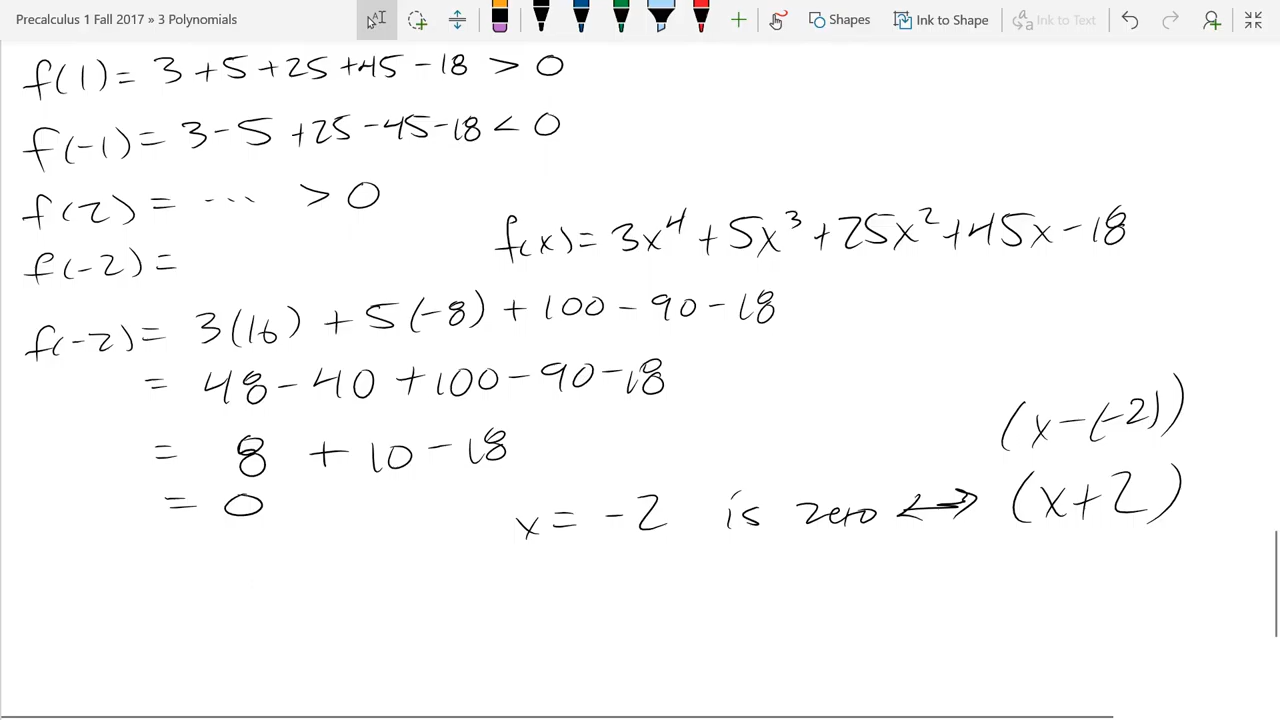 Precalculus 1 Fall 2017 » 3 Polynomials
Shapes
Ink to Shape
Ink to Text
f(1) = 3 + 5 + 25 + 45 - 18 > 0
f(-1) = 3 - 5 + 25 - 45 - 18 < 0
f(2) = ... > 0
f(x) = 3x⁴ + 5x³ + 25x² + 45x - 18
f(-2) =
f(-2) = 3(16) + 5(-8) + 100 - 90 - 18
= 48 - 40 + 100 - 90 - 18
(x - (-2))
= 8 + 10 - 18
= 0
x = -2 is zero ↔ (x + 2)